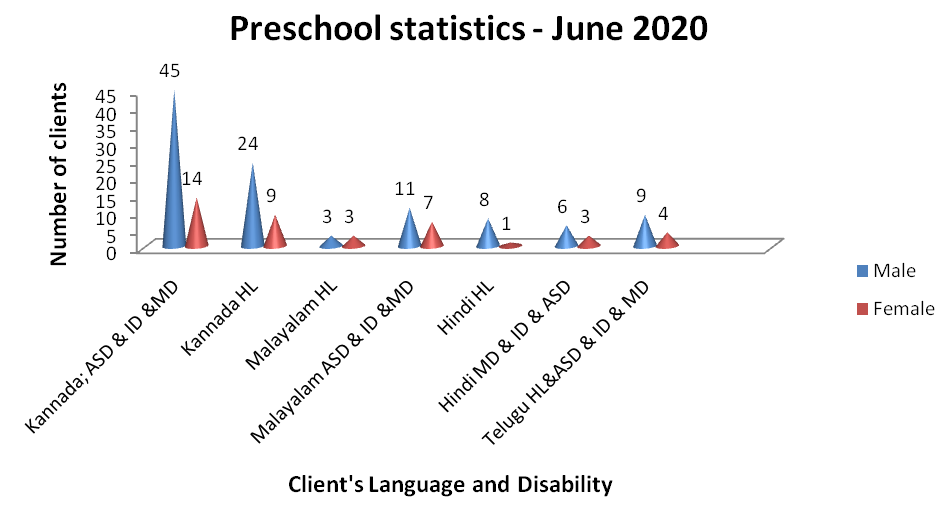 Preschool statistics - June 2020
Number of clients
45
40
35
30
25
20
15
10
5
0
45
14
24
9
3
3
11
7
8
1
6
3
9
4
Kannada; ASD & ID &MD
Kannada HL
Malayalam HL
Malayalam ASD & ID &MD
Hindi HL
Hindi MD & ID & ASD
Telugu HL&ASD & ID & MD
Male
Female
Client's Language and Disability